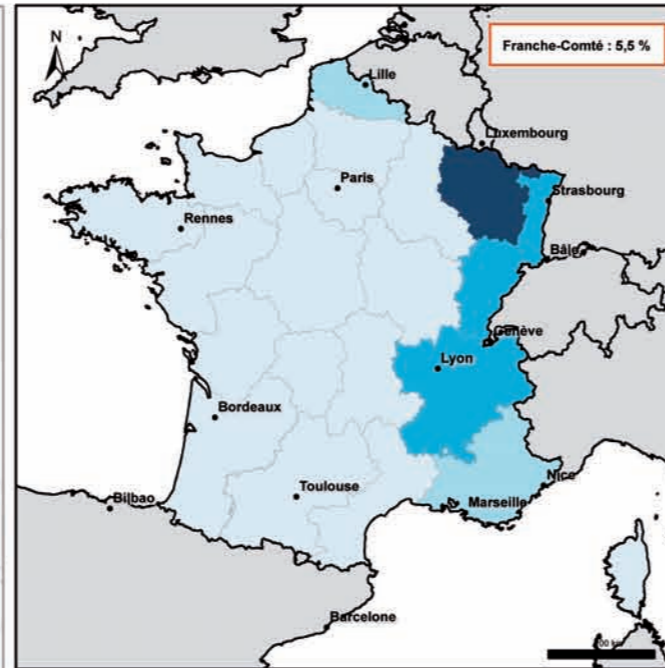 N
Franche-Comté : 5,5 %
Lille
Luxembourg
Paris
Strasbourg
Rennes
Bâle
Genève
Lyon
Bordeaux
Nice
Toulouse
Marseille
Bilbao
Barcelone